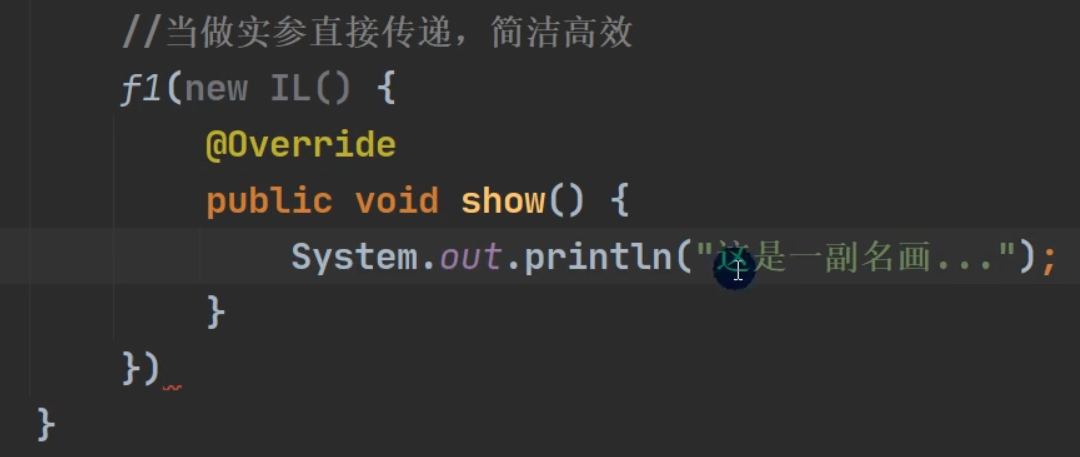 //当做实参直接传递，简洁高效
f1(new IL() {
@Override
public void show() {
System.out.println("这是一副名画...");
}
})
}